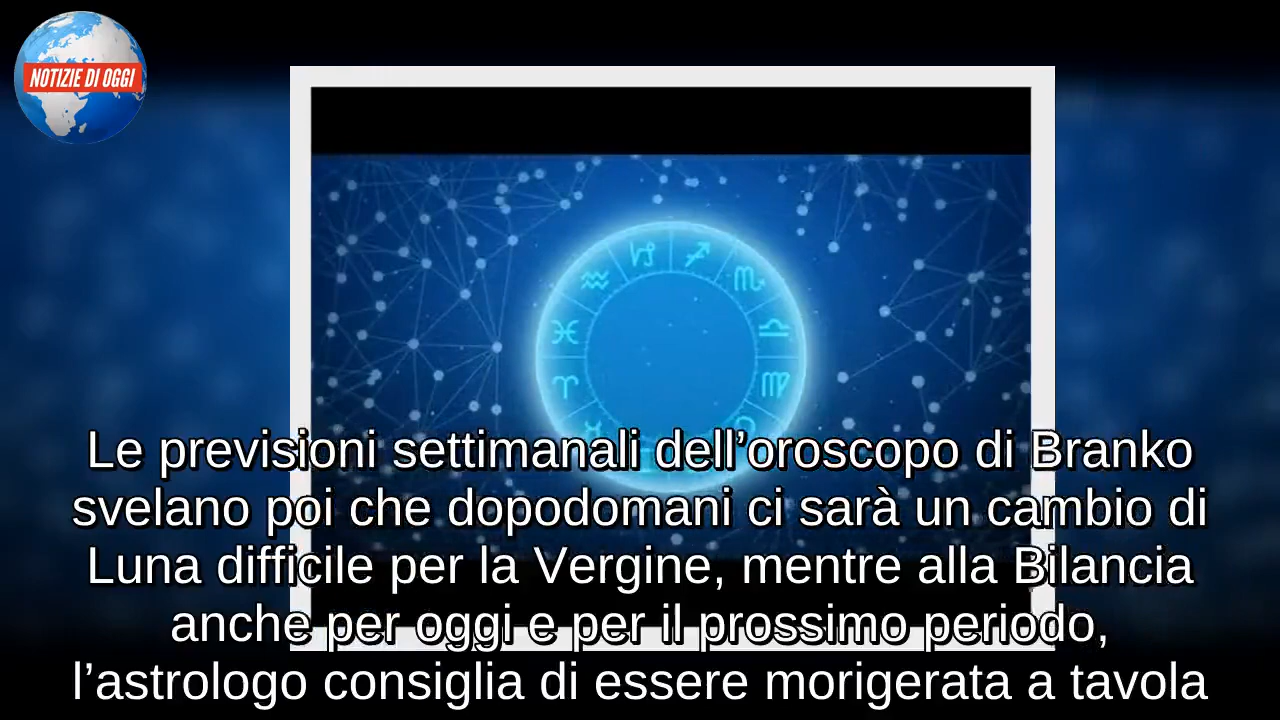 NOTIZIE DI OGGI
Le previsioni settimanali dell’oroscopo di Branko
svelano poi che dopodomani ci sarà un cambio di
Luna difficile per la Vergine, mentre alla Bilancia
anche per oggi e per il prossimo periodo,
l’astrologo consiglia di essere morigerata a tavola